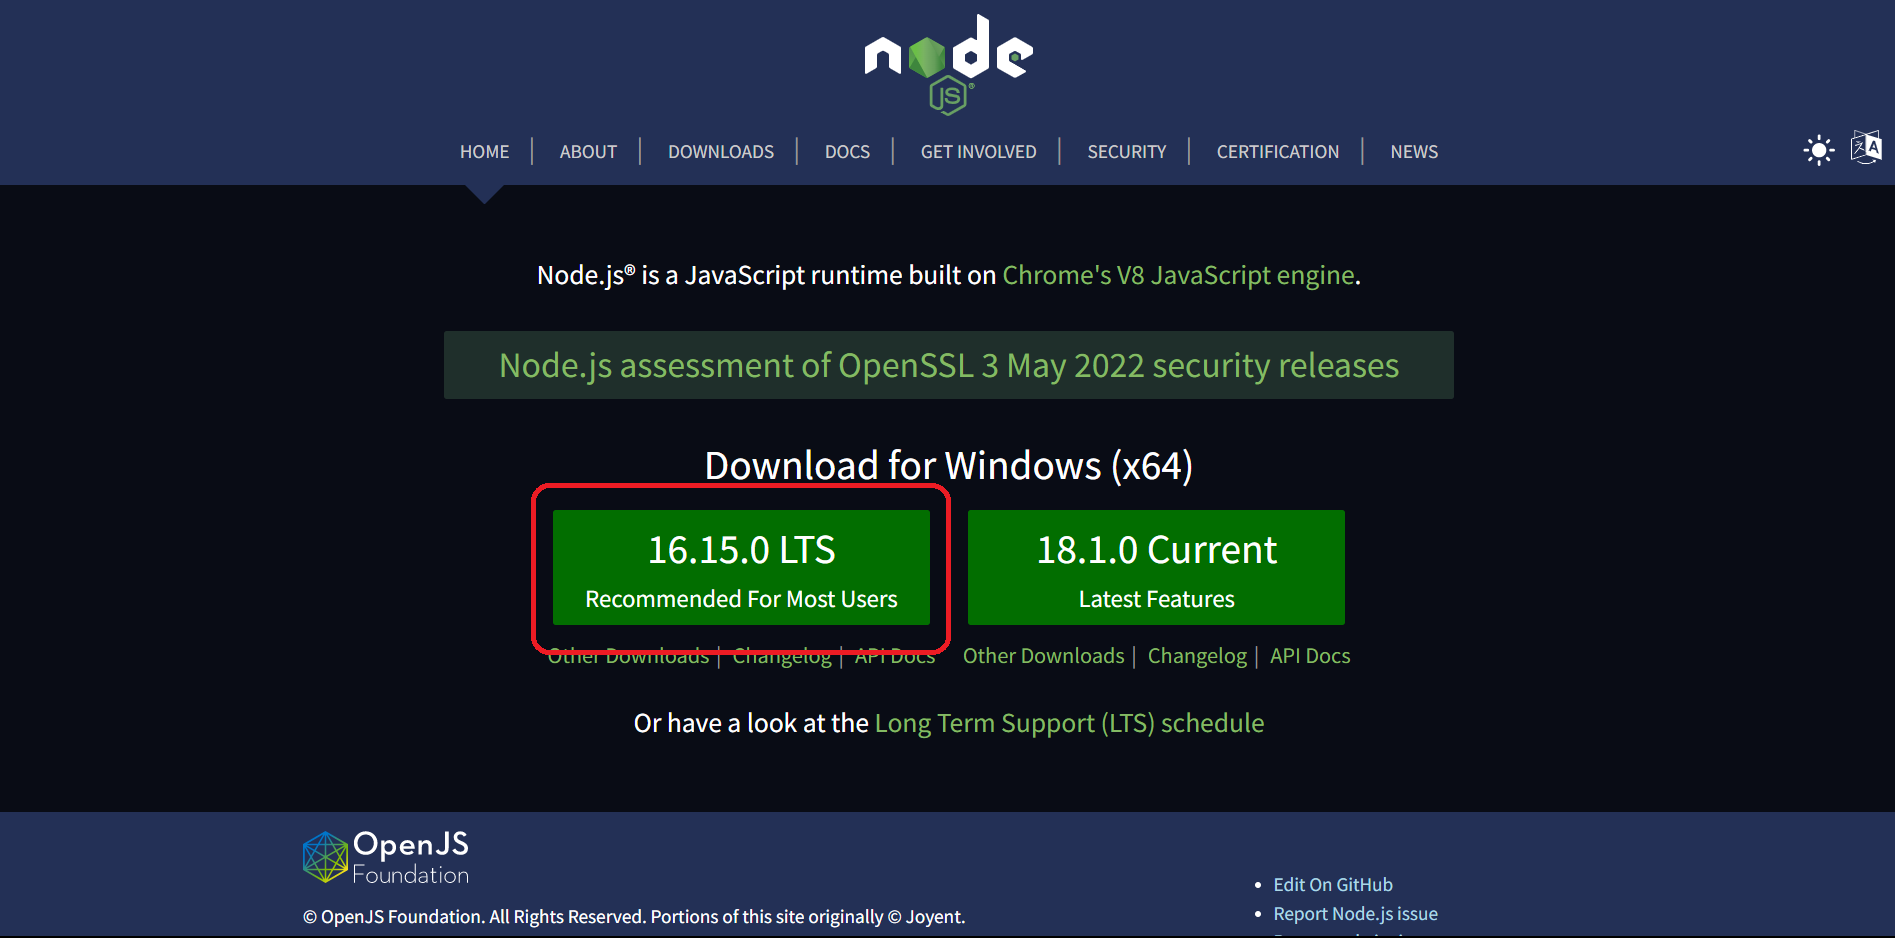 node
JS®
HOME | ABOUT | DOWNLOADS | DOCS | GET INVOLVED | SECURITY | CERTIFICATION | NEWS
Node.js® is a JavaScript runtime built on Chrome's V8 JavaScript engine.
Node.js assessment of OpenSSL 3 May 2022 security releases
Download for Windows (x64)
16.15.0 LTS
Recommended For Most Users
18.1.0 Current
Latest Features
Other Downloads | Changelog | API Docs
Other Downloads | Changelog | API Docs
Or have a look at the Long Term Support (LTS) schedule
OpenJS
Foundation
© OpenJS Foundation. All Rights Reserved. Portions of this site originally © Joyent.
Edit On GitHub
Report Node.js issue